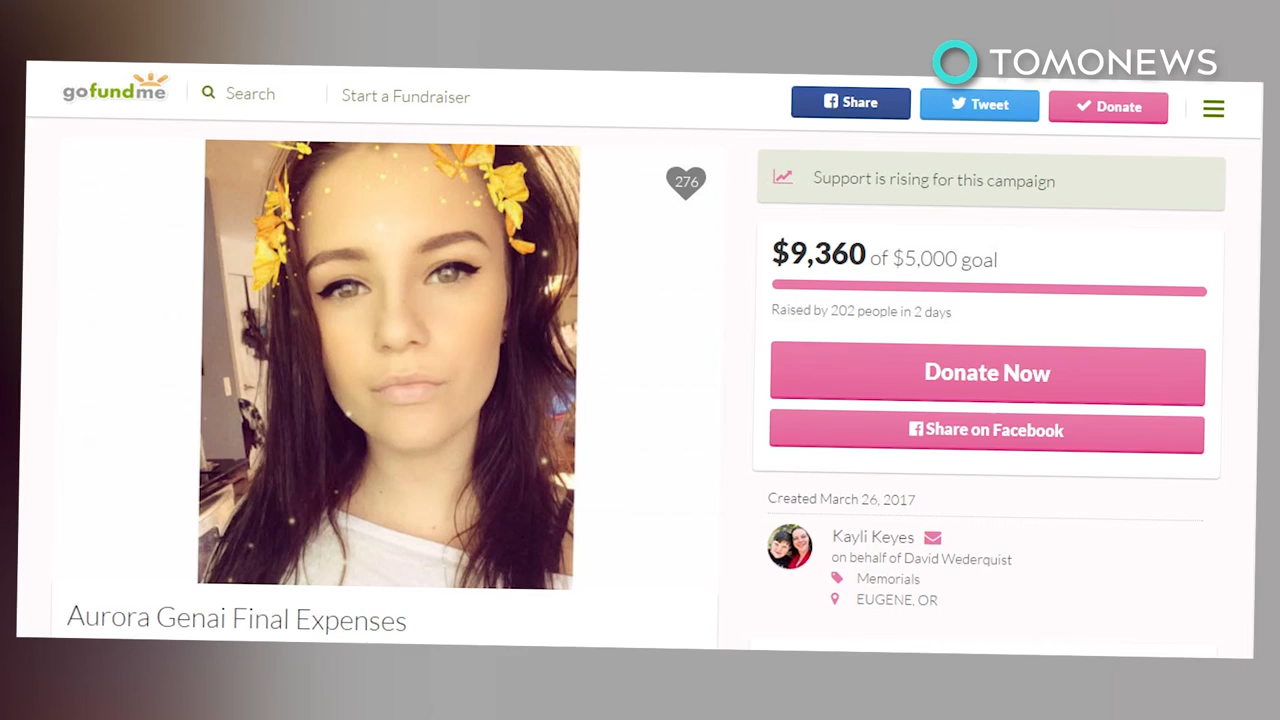 TOMONEWS
gofundme
Search
Start a Fundraiser
Share
Tweet
Donate
276
Support is rising for this campaign
$9,360 of $5,000 goal
Raised by 202 people in 2 days
Donate Now
Share on Facebook
Created March 26, 2017
Kayli Keyes
on behalf of David Wederquist
Memorials
EUGENE, OR
Aurora Genai Final Expenses